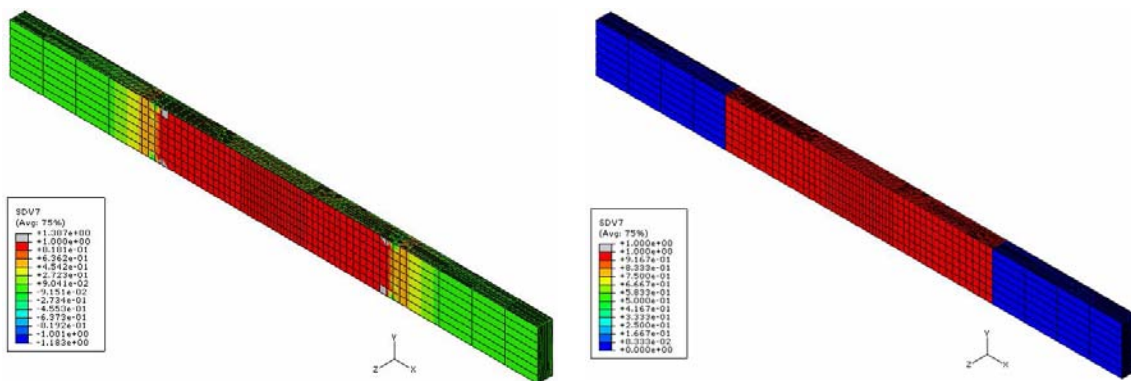 SDV7
(Avg: 75%)
+1.387e+00
+1.000e+00
+8.181e-01
+6.362e-01
+4.542e-01
+2.723e-01
+9.041e-02
-9.151e-02
-2.734e-01
-4.553e-01
-6.373e-01
-8.192e-01
-1.001e+00
-1.183e+00
Y
Z X
SDV7
(Avg: 75%)
+1.000e+00
+1.000e+00
+9.167e-01
+8.333e-01
+7.500e-01
+6.667e-01
+5.833e-01
+5.000e-01
+4.167e-01
+3.333e-01
+2.500e-01
+1.667e-01
+8.333e-02
+0.000e+00
Y
Z X